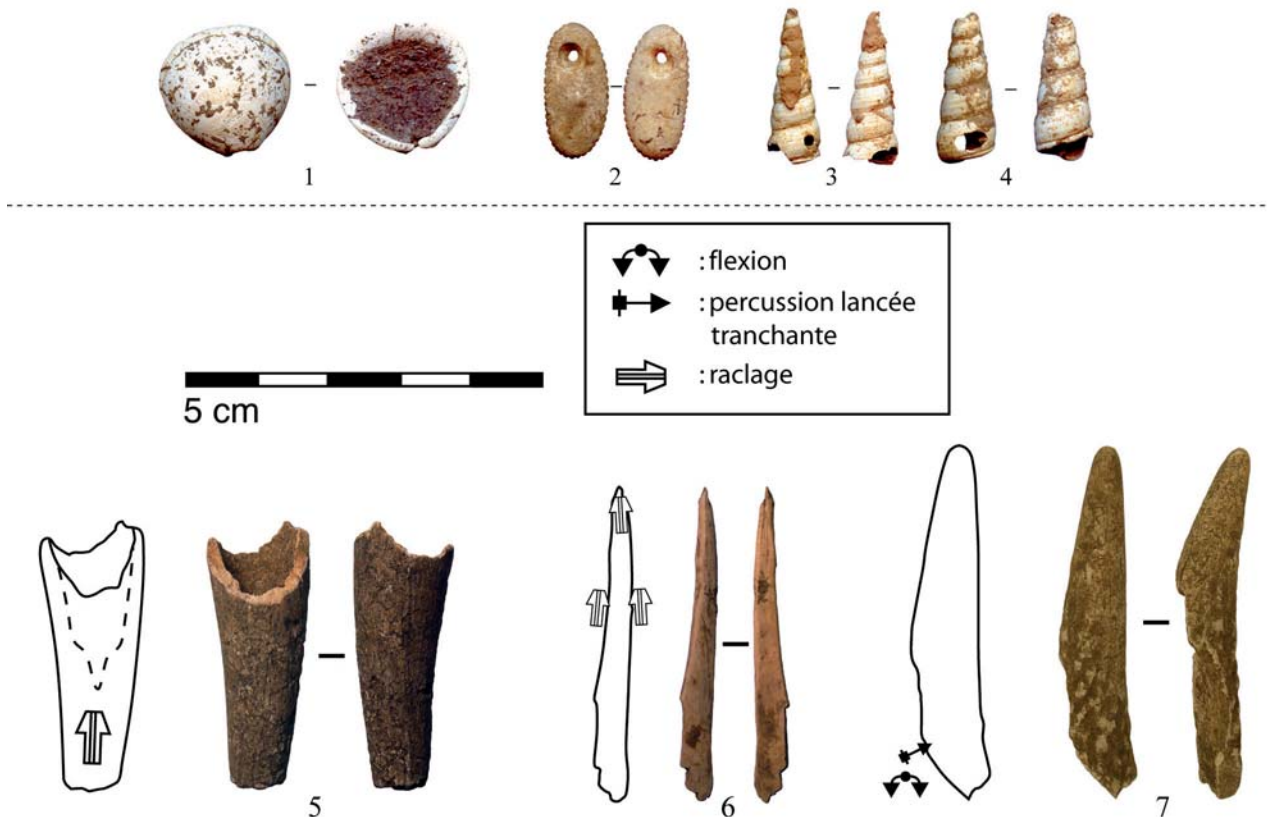 1
2
3
4
: flexion
: percussion lancée
tranchante
: raclage
5 cm
5
6
7